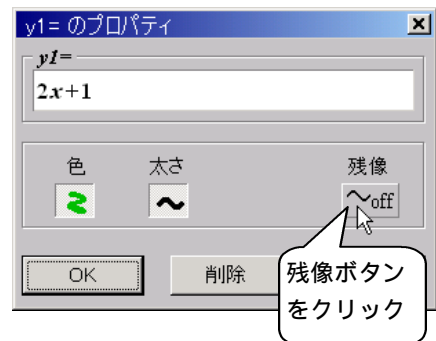 y1= のプロパティ
y1=
2x+1
色 太さ 残像
off
OK 削除
残像ボタン
をクリック